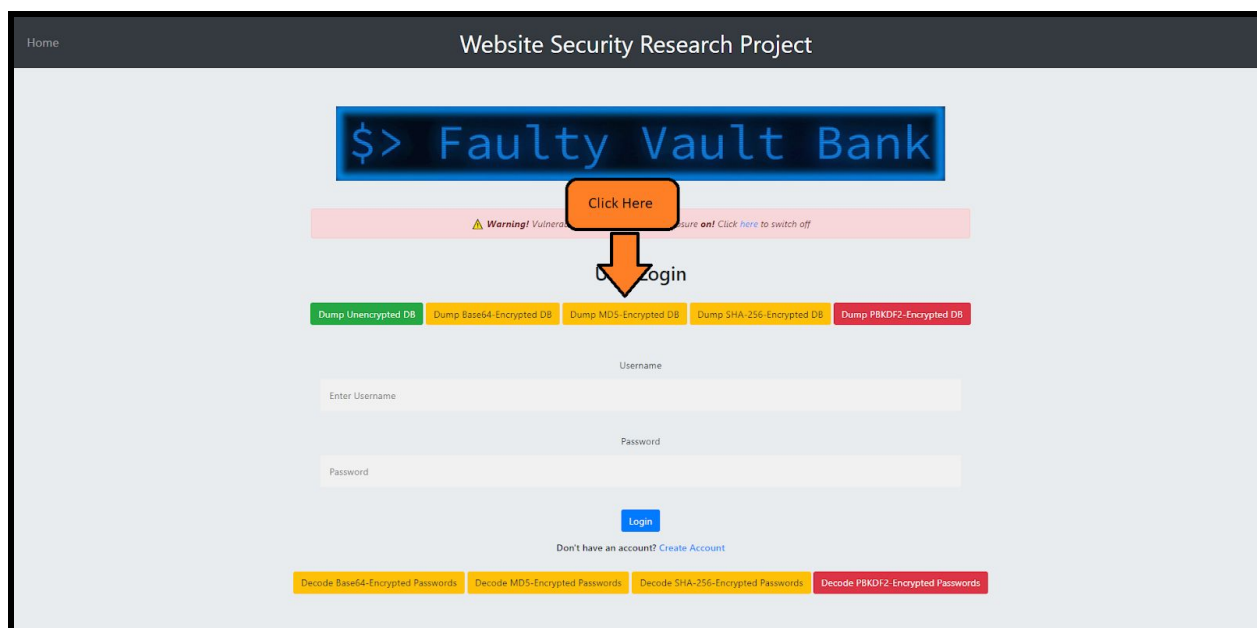 Home
Website Security Research Project
$> Faulty Vault Bank
Click Here
⚠ Warning! sure on! Click here to switch off
Login
Dump Unencrypted DB
Dump Base64-Encrypted DB
Dump MD5-Encrypted DB
Dump SHA-256-Encrypted DB
Dump PBKDF2-Encrypted DB
Username
Enter Username
Password
Password
Login
Don't have an account? Create Account
Decode Base64-Encrypted Passwords
Decode MD5-Encrypted Passwords
Decode SHA-256-Encrypted Passwords
Decode PBKDF2-Encrypted Passwords